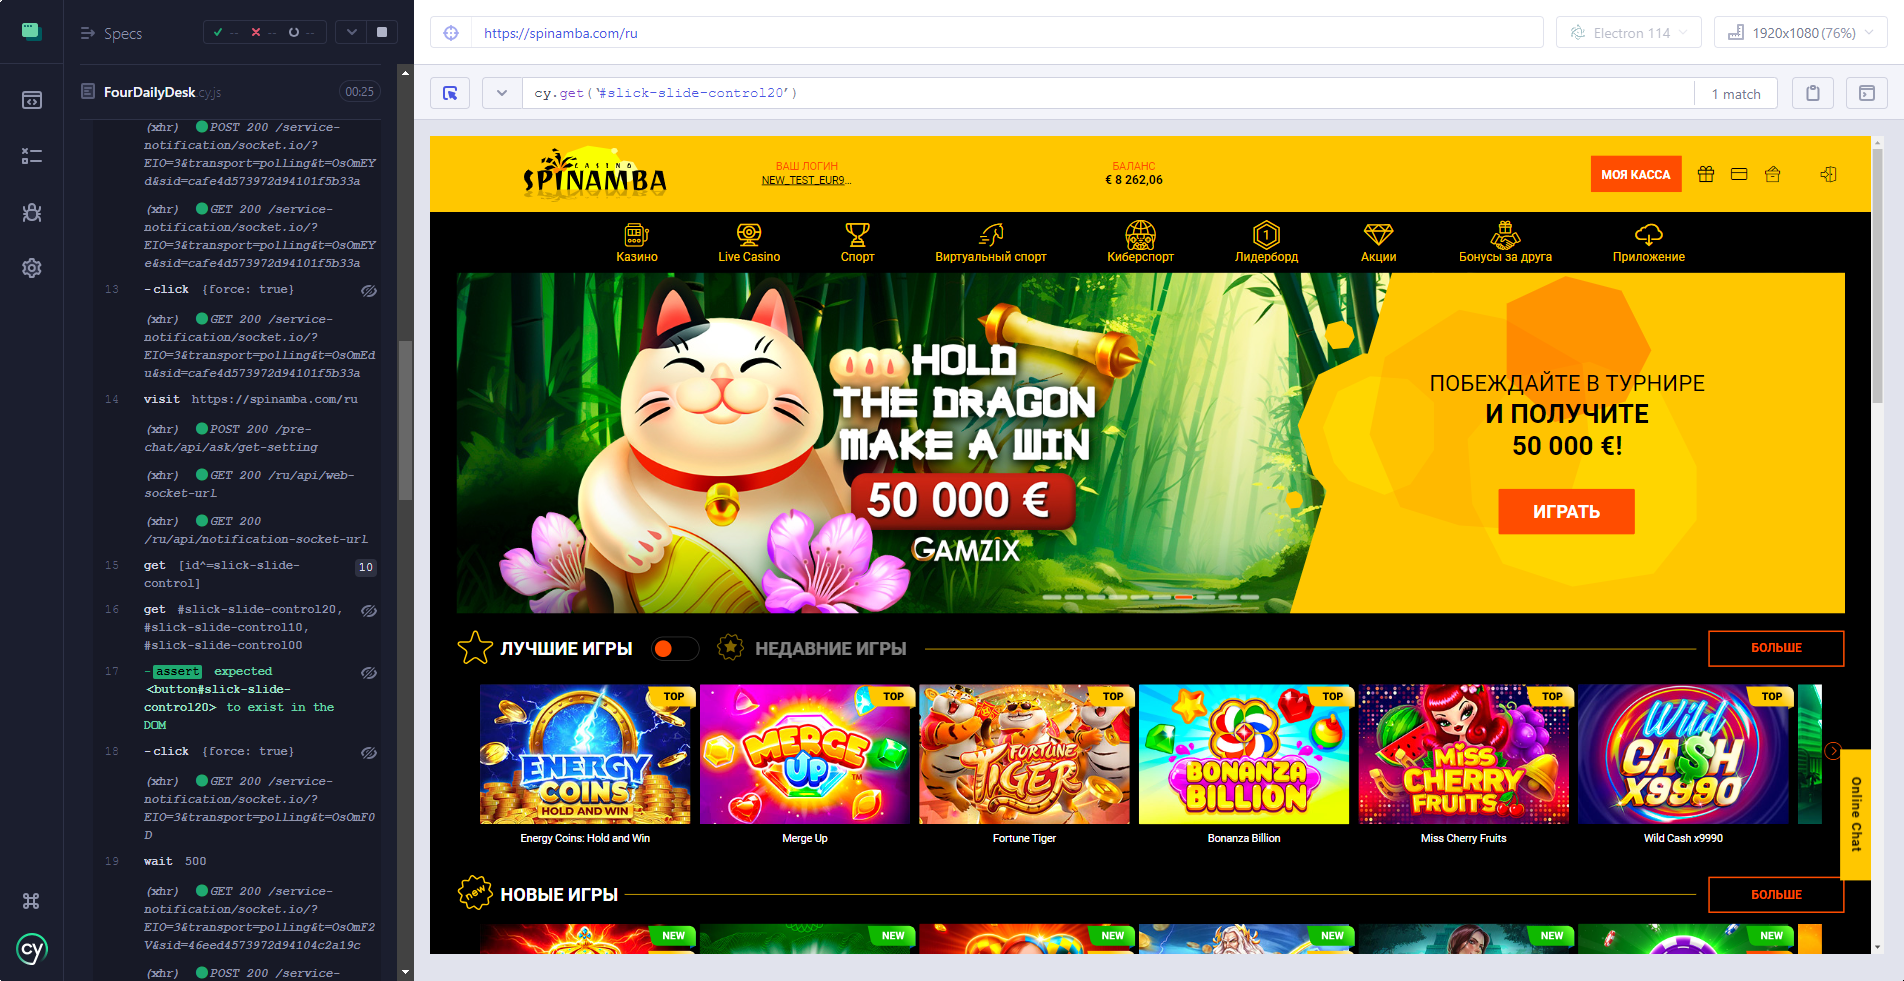 Specs
--
--
--
FourDailyDesk.cy.js
00:25
(xhr) POST 200 /service-
notification/socket.io/?
EIO=3&transport=polling&t=OsOmEY
d&sid=cafe4d573972d94101f5b33a
(xhr) GET 200 /service-
notification/socket.io/?
EIO=3&transport=polling&t=OsOmEY
e&sid=cafe4d573972d94101f5b33a
13 -click {force: true}
(xhr) GET 200 /service-
notification/socket.io/?
EIO=3&transport=polling&t=OsOmEd
u&sid=cafe4d573972d94101f5b33a
14 visit https://spinamba.com/ru
(xhr) POST 200 /pre-
chat/api/ask/get-setting
(xhr) GET 200 /ru/api/web-
socket-url
(xhr) GET 200
/ru/api/notification-socket-url
15 get [id^=slick-slide-
control]
10
16 get #slick-slide-control20,
#slick-slide-control10,
#slick-slide-control00
17 -assert expected
<button#slick-slide-
control20> to exist in the
DOM
18 -click {force: true}
(xhr) GET 200 /service-
notification/socket.io/?
EIO=3&transport=polling&t=OsOmF0
D
19 wait 500
(xhr) GET 200 /service-
notification/socket.io/?
EIO=3&transport=polling&t=OsOmF2
V&sid=46eed4573972d94104c2a19c
(xhr) POST 200 /service-
cy
https://spinamba.com/ru
Electron 114
1920x1080 (76%)
cy.get('#slick-slide-control20')
1 match
CASINO
SPINAMBA
ВАШ ЛОГИН
NEW_TEST_EUR9...
БАЛАНС
€ 8 262,06
МОЯ КАССА
Казино
Live Casino
Спорт
Виртуальный спорт
Киберспорт
Лидерборд
Акции
Бонусы за друга
Приложение
HOLD
THE DRAGON
MAKE A WIN
50 000 €
GAMZIX
ПОБЕЖДАЙТЕ В ТУРНИРЕ
И ПОЛУЧИТЕ
50 000 €!
ИГРАТЬ
ЛУЧШИЕ ИГРЫ
НЕДАВНИЕ ИГРЫ
БОЛЬШЕ
TOP
TOP
TOP
TOP
TOP
TOP
ENERGY
COINS
HOLD AND WIN
MERGE
UP
TM
FORTUNE
TIGER
BONANZA
BILLION
MISS
CHERRY
FRUITS
Wild
CA$H
X9990
Energy Coins: Hold and Win
Merge Up
Fortune Tiger
Bonanza Billion
Miss Cherry Fruits
Wild Cash x9990
Online Chat
new
НОВЫЕ ИГРЫ
БОЛЬШЕ
NEW
NEW
NEW
NEW
NEW
NEW